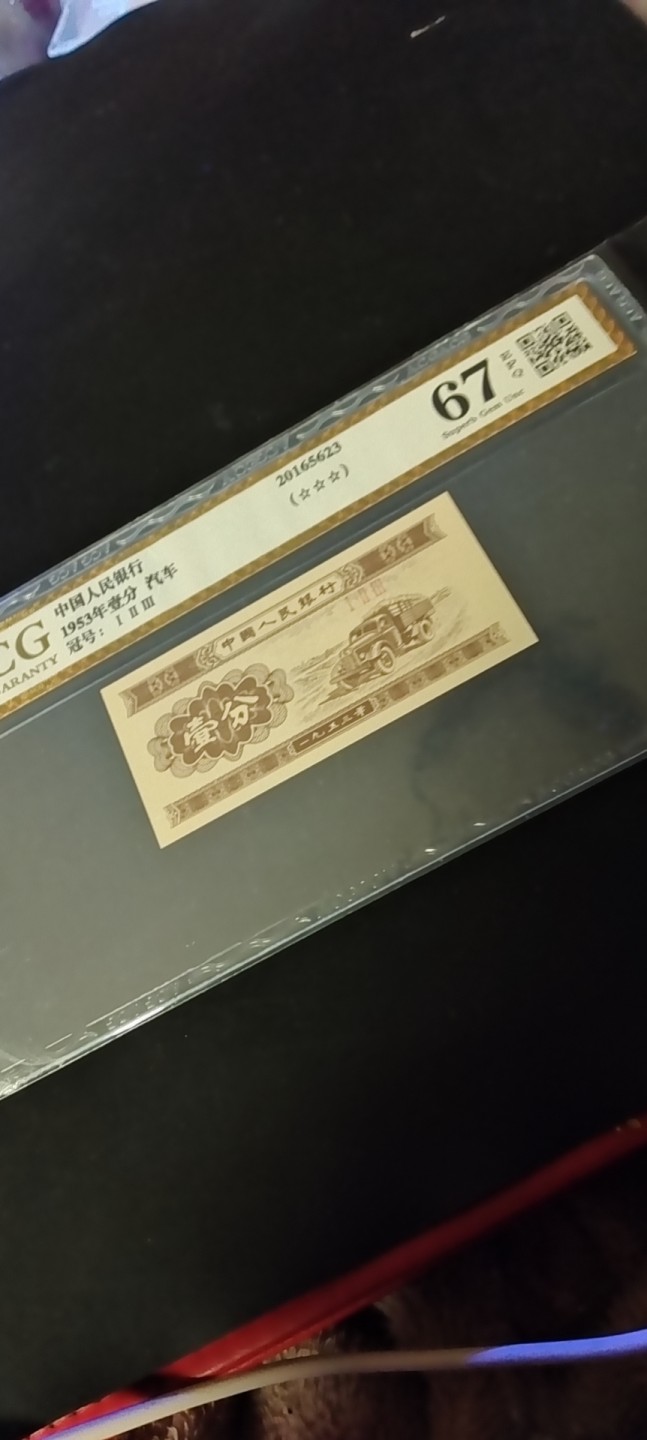 CG
ARANTY
中国人民银行
1953年壹分 汽车
冠号： Ⅰ Ⅱ Ⅲ
20165623
(☆☆☆)
67
Superb Gem Unc
中国人民银行
Ⅰ Ⅱ Ⅲ
壹分
一九五三年